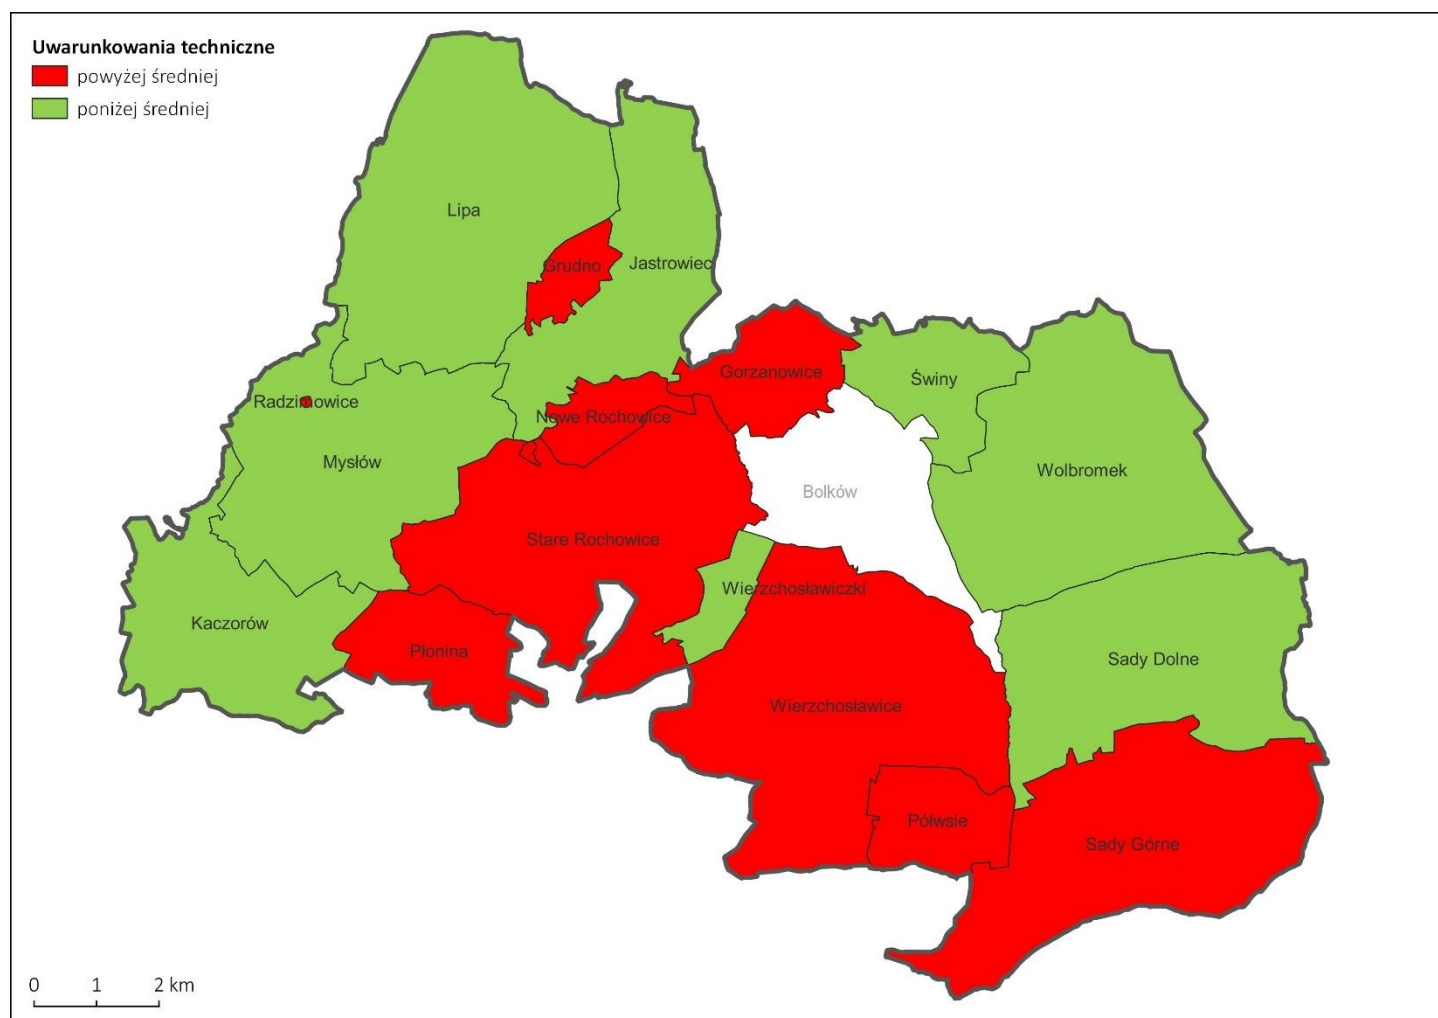 Uwarunkowania techniczne
powyżej średniej
poniżej średniej
Lipa
Grudno
Jastrowiec
Gorzanowice
Świny
Radzimowice
Nowe Rochowice
Mysłów
Wolbromek
Bolków
Stare Rochowice
Wierzchosławiczki
Kaczorów
Płonina
Sady Dolne
Wierzchosławice
Półwsie
Sady Górne
0 1 2 km